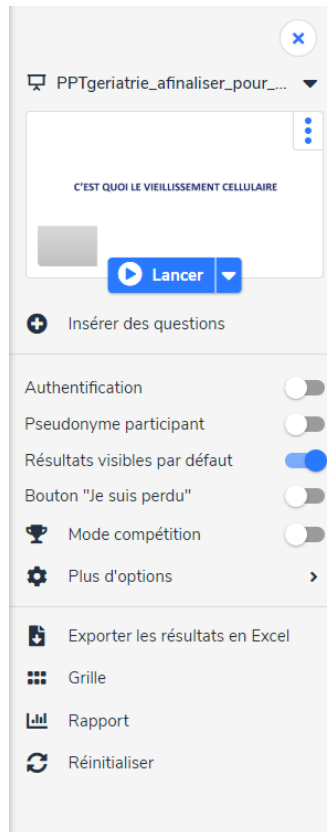 PPTgeriatrie_afinaliser_pour_...
C'EST QUOI LE VIEILLISSEMENT CELLULAIRE
Lancer
Insérer des questions
Authentification
Pseudonyme participant
Résultats visibles par défaut
Bouton "Je suis perdu"
Mode compétition
Plus d'options
Exporter les résultats en Excel
Grille
Rapport
Réinitialiser